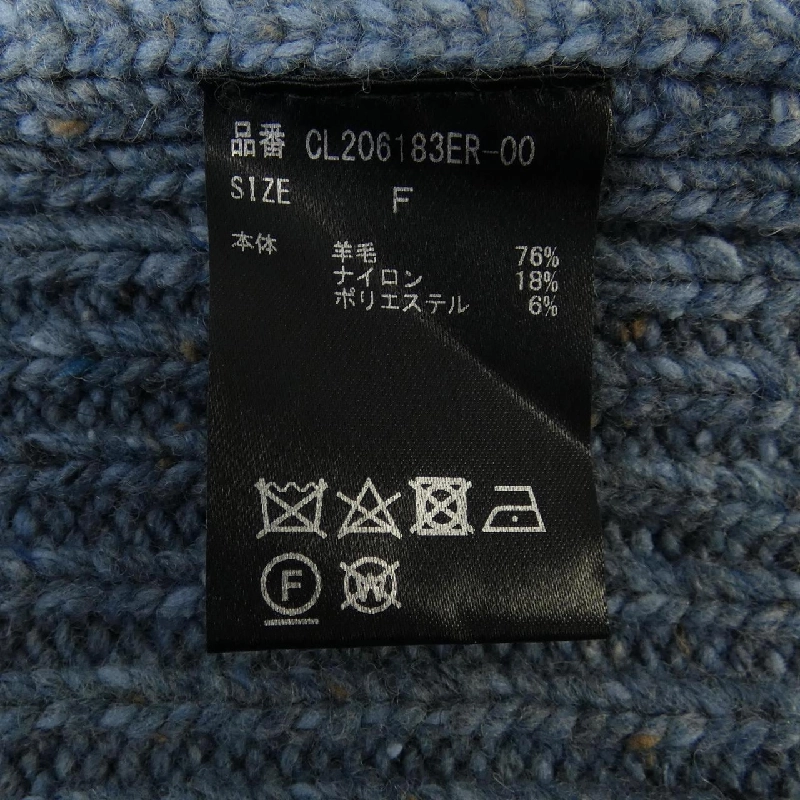 品番 CL206183ER-00
SIZE F
本体 羊毛 76%
ナイロン 18%
ポリエステル 6%
F W